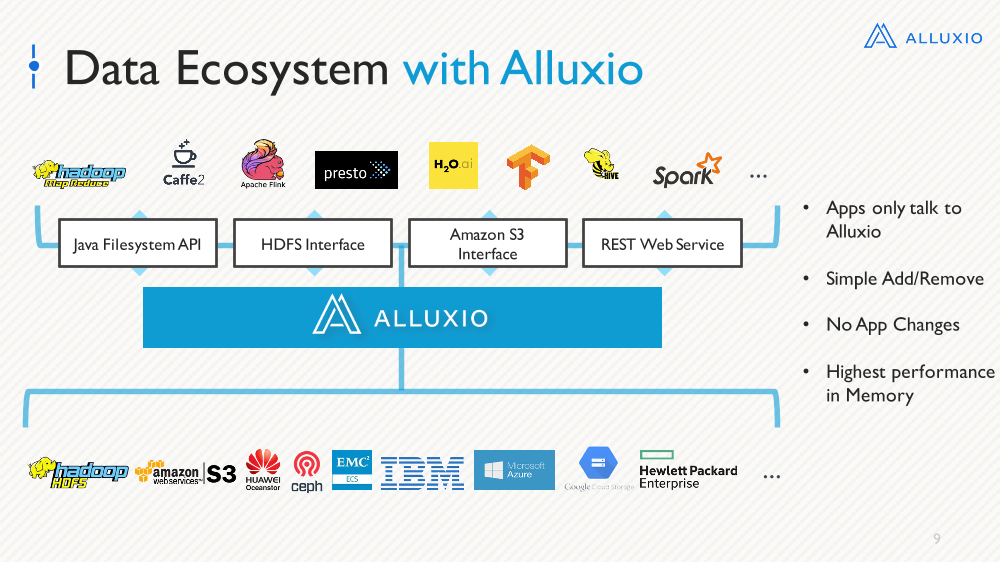 ALLUXIO
Data Ecosystem with Alluxio
hadoop
Map Reduce
Caffe2
Apache Flink
presto
H2O.ai
HIVE
Spark
...
Java Filesystem API
HDFS Interface
Amazon S3
Interface
REST Web Service
ALLUXIO
• Apps only talk to
Alluxio
• Simple Add/Remove
• No App Changes
• Highest performance
in Memory
hadoop
HDFS
amazon
webservices™
S3
HUAWEI
Oceanstor
ceph
EMC²
ECS
IBM
Microsoft
Azure
Google Cloud Storage
Hewlett Packard
Enterprise
...
9